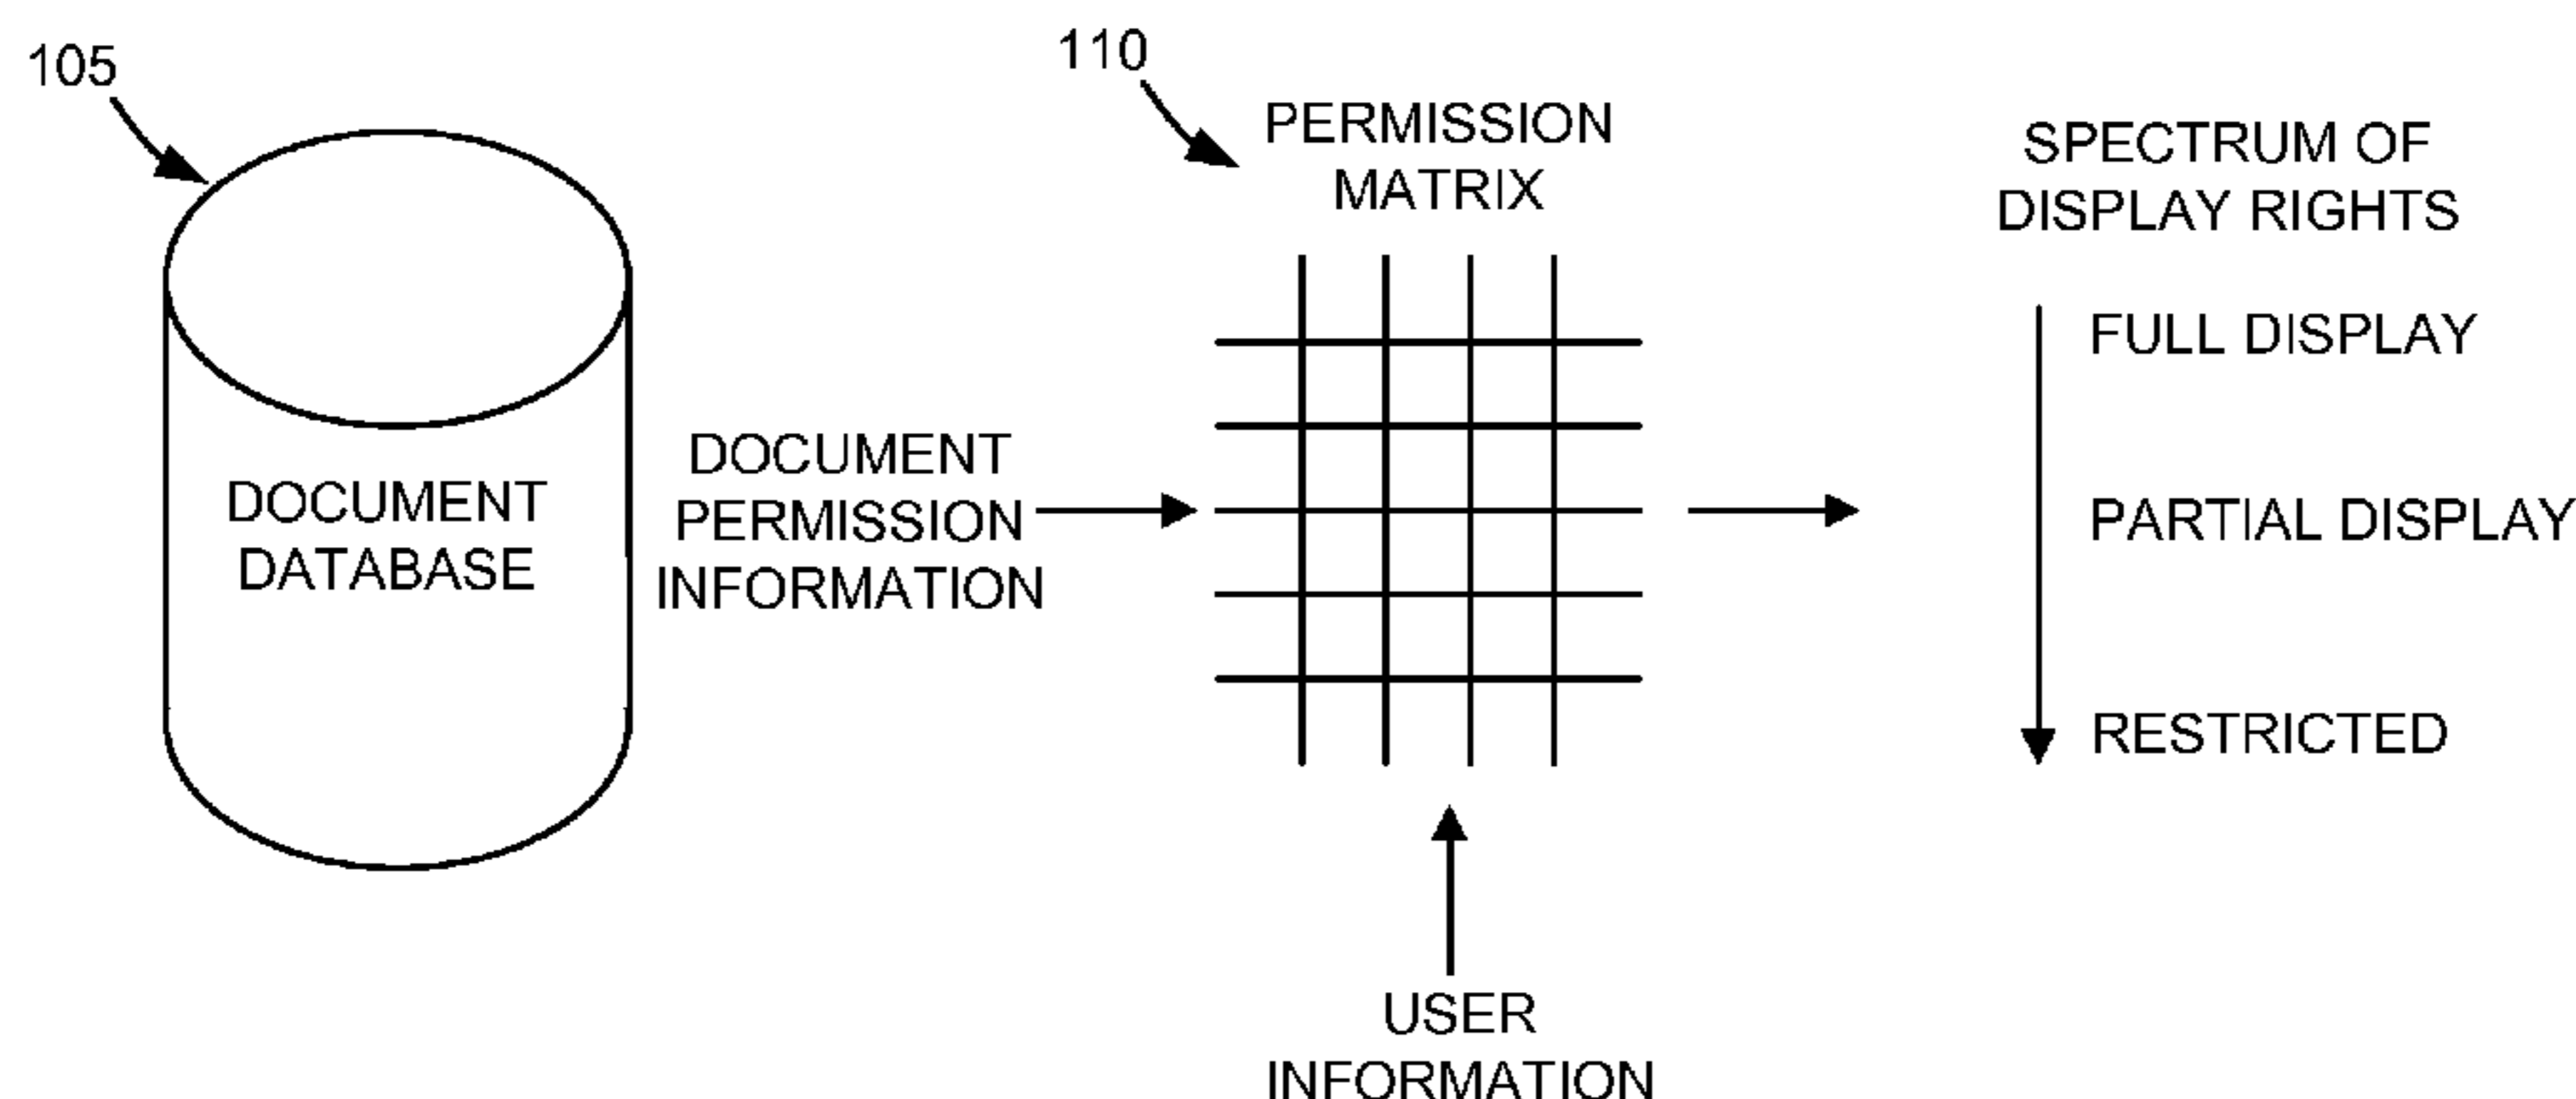 105
DOCUMENT
DATABASE
DOCUMENT
PERMISSION
INFORMATION
110
PERMISSION
MATRIX
USER
INFORMATION
SPECTRUM OF
DISPLAY RIGHTS
FULL DISPLAY
PARTIAL DISPLAY
RESTRICTED